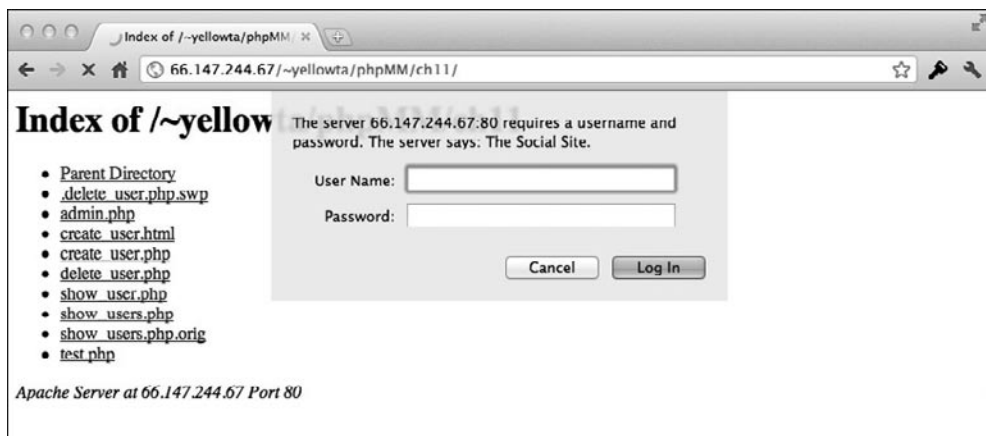 Index of /~yellowta/phpMM/
66.147.244.67/~yellowta/phpMM/ch11/
Index of /~yellow
The server 66.147.244.67:80 requires a username and
password. The server says: The Social Site.
User Name:
Password:
Cancel
Log In
Parent Directory
.delete_user.php.swp
admin.php
create_user.html
create_user.php
delete_user.php
show_user.php
show_users.php
show_users.php.orig
test.php
Apache Server at 66.147.244.67 Port 80